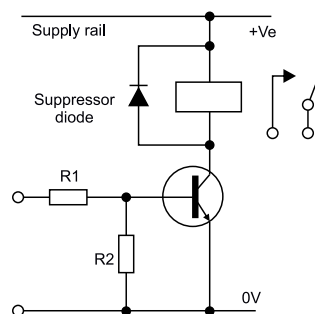 Supply rail
+Ve
Suppressor
diode
R1
R2
0V